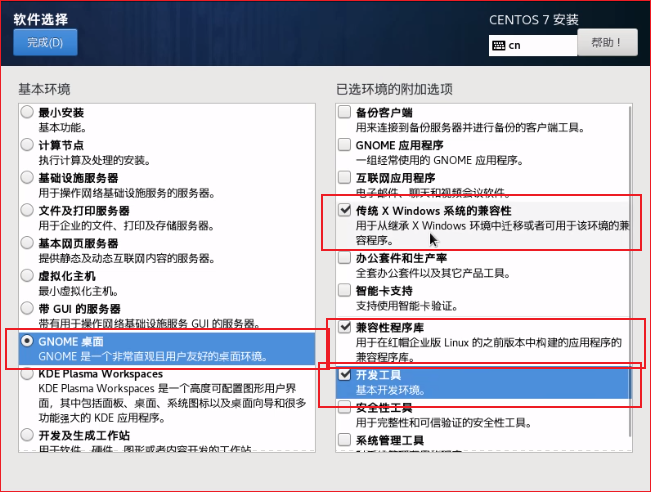 软件选择
CENTOS 7 安装
完成(D)
cn
帮助！
基本环境
已选环境的附加选项
最小安装
基本功能。
计算节点
执行计算及处理的安装。
基础设施服务器
用于操作网络基础设施服务的服务器。
文件及打印服务器
用于企业的文件、打印及存储服务器。
基本网页服务器
提供静态及动态互联网内容的服务器。
虚拟化主机
最小虚拟化主机。
带 GUI 的服务器
带有用于操作网络基础设施服务 GUI 的服务器。
GNOME 桌面
GNOME 是一个非常直观且用户友好的桌面环境。
KDE Plasma Workspaces
KDE Plasma Workspaces 是一个高度可配置图形用户界
面，其中包括面板、桌面、系统图标以及桌面向导和很多
功能强大的 KDE 应用程序。
开发及生成工作站
用于软件、硬件、图形或者内容开发的工作站。
备份客户端
用来连接到备份服务器并进行备份的客户端工具。
GNOME 应用程序
一组经常使用的 GNOME 应用程序。
互联网应用程序
电子邮件、聊天和视频会议软件。
传统 X Windows 系统的兼容性
用于从继承 X Windows 环境中迁移或者可用于该环境的兼
容程序。
办公套件和生产率
全套办公套件以及其它产品工具。
智能卡支持
支持使用智能卡验证。
兼容性程序库
用于在红帽企业版 Linux 的之前版本中构建的应用程序的
兼容程序库。
开发工具
基本开发环境。
安全性工具
用于完整性和可信验证的安全性工具。
系统管理工具